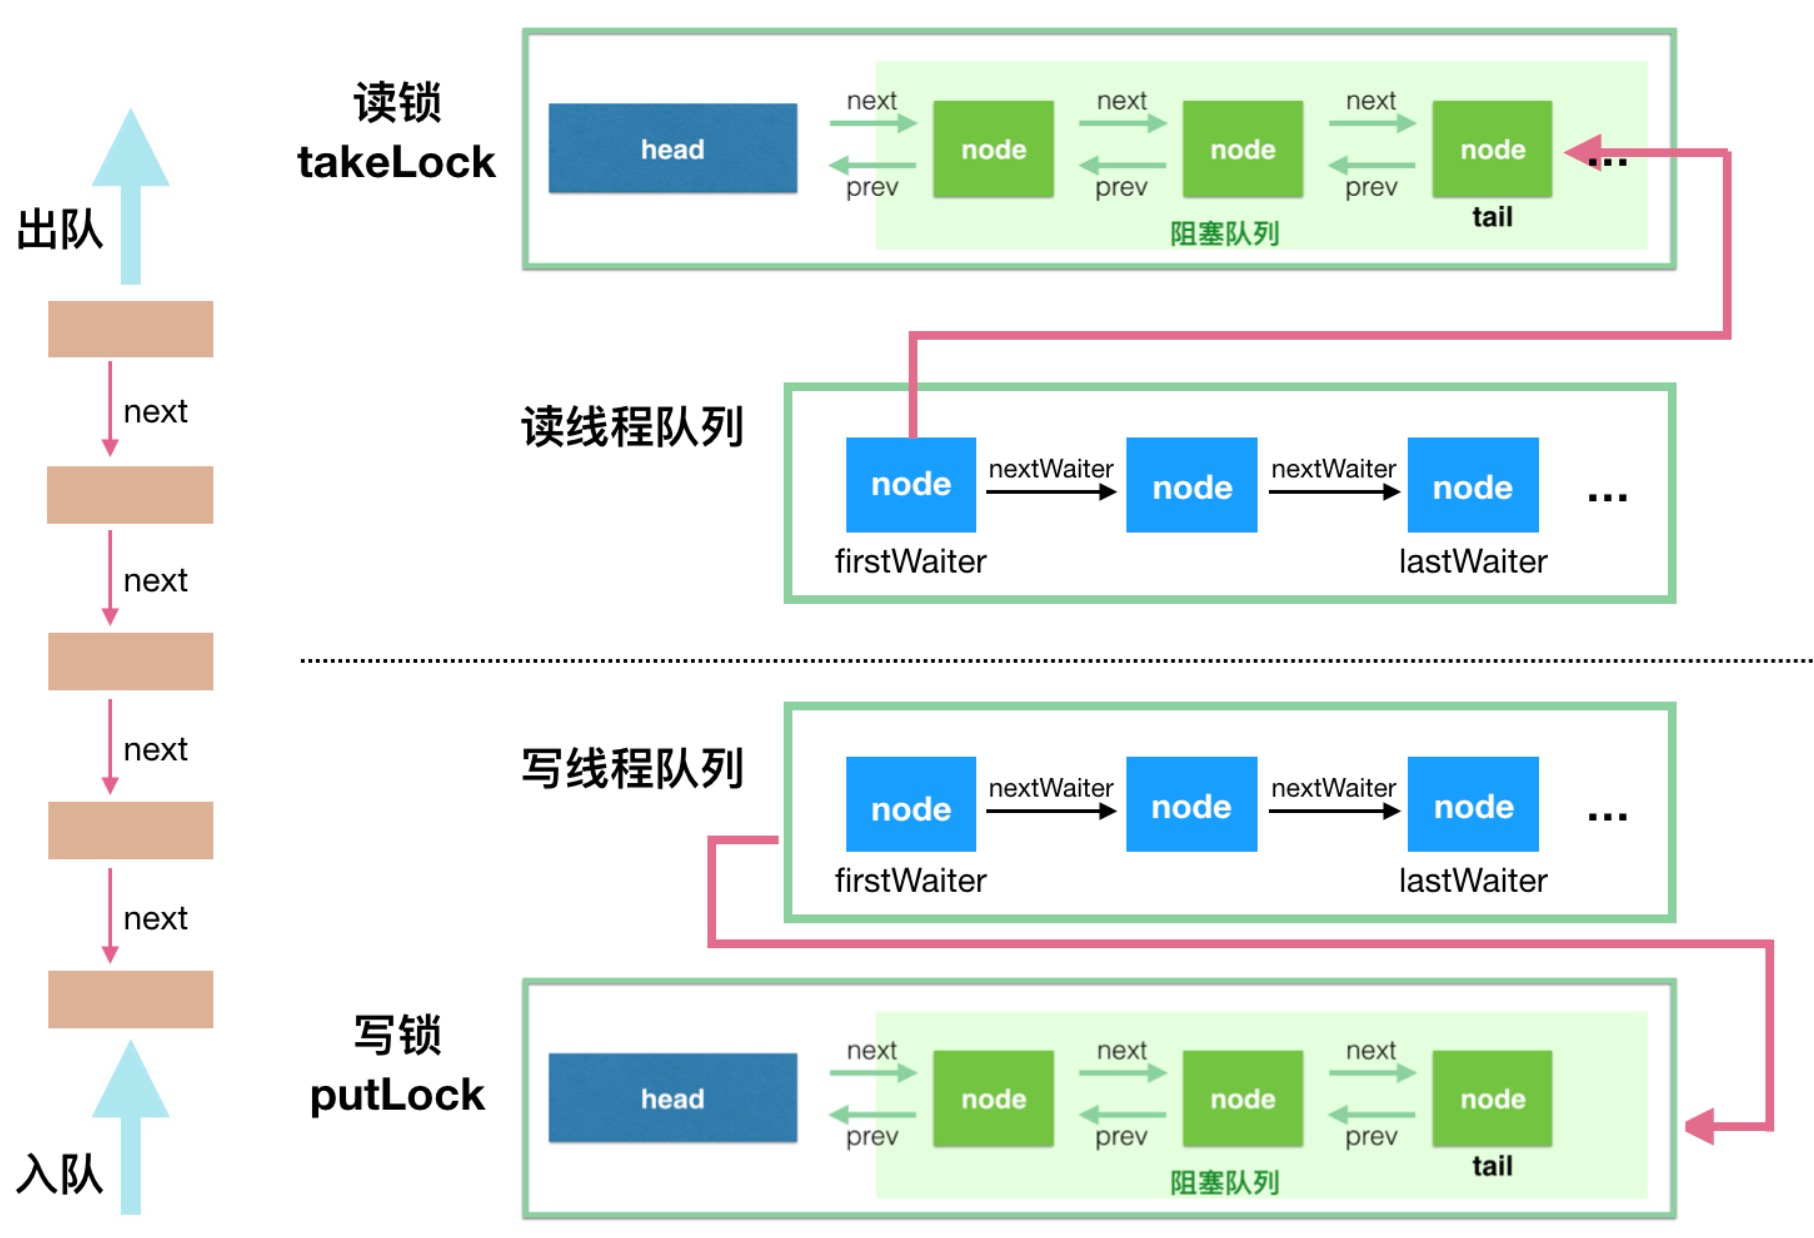 出队
next
next
next
next
入队
读锁
takeLock
head
next
prev
node
next
prev
node
next
prev
node
...
tail
阻塞队列
读线程队列
node
nextWaiter
node
nextWaiter
node
...
firstWaiter
lastWaiter
写线程队列
node
nextWaiter
node
nextWaiter
node
...
firstWaiter
lastWaiter
写锁
putLock
head
next
prev
node
next
prev
node
next
prev
node
tail
阻塞队列